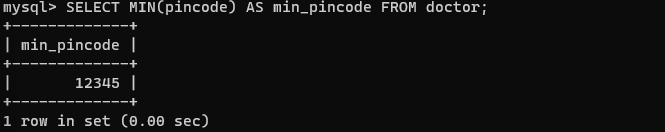 mysql> SELECT MIN(pincode) AS min_pincode FROM doctor;
+-------------+
| min_pincode |
+-------------+
|       12345 |
+-------------+
1 row in set (0.00 sec)